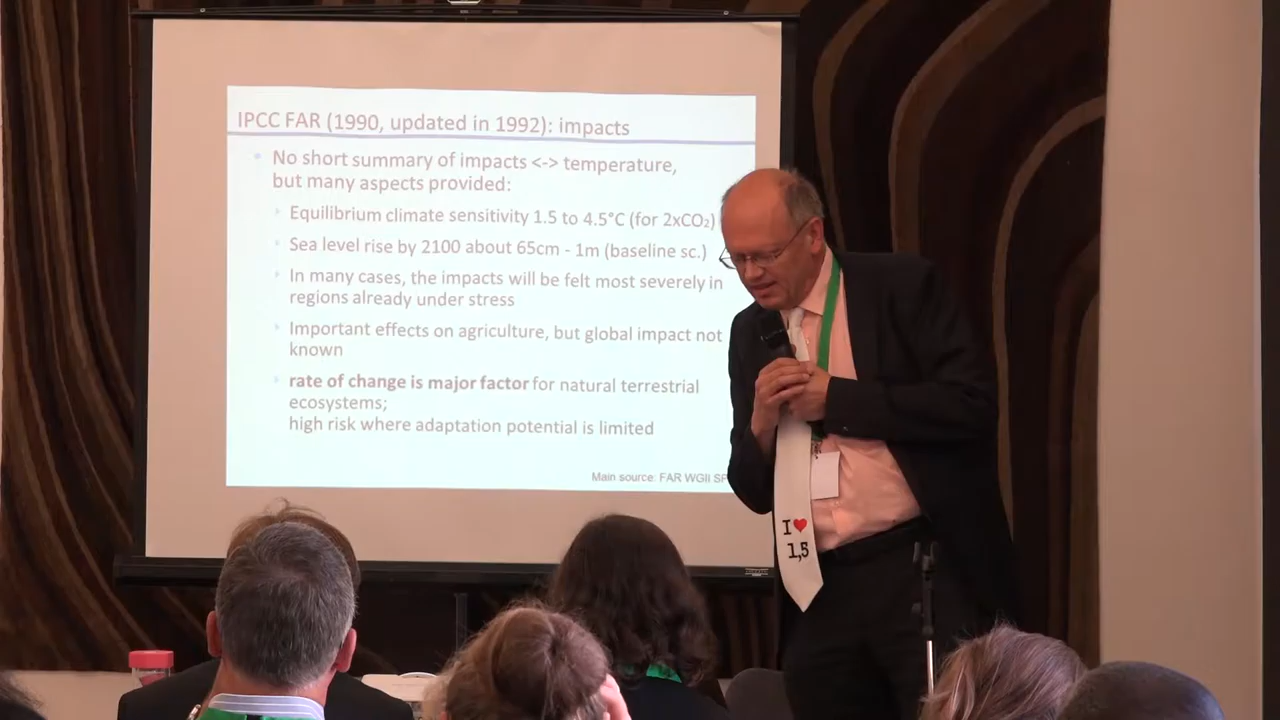 IPCC FAR (1990, updated in 1992): impacts
No short summary of impacts <-> temperature,
but many aspects provided:
Equilibrium climate sensitivity 1.5 to 4.5°C (for 2xCO₂)
Sea level rise by 2100 about 65cm - 1m (baseline sc.)
In many cases, the impacts will be felt most severely in
regions already under stress
Important effects on agriculture, but global impact not
known
rate of change is major factor for natural terrestrial
ecosystems;
high risk where adaptation potential is limited
Main source: FAR WGII
I ❤
1,5